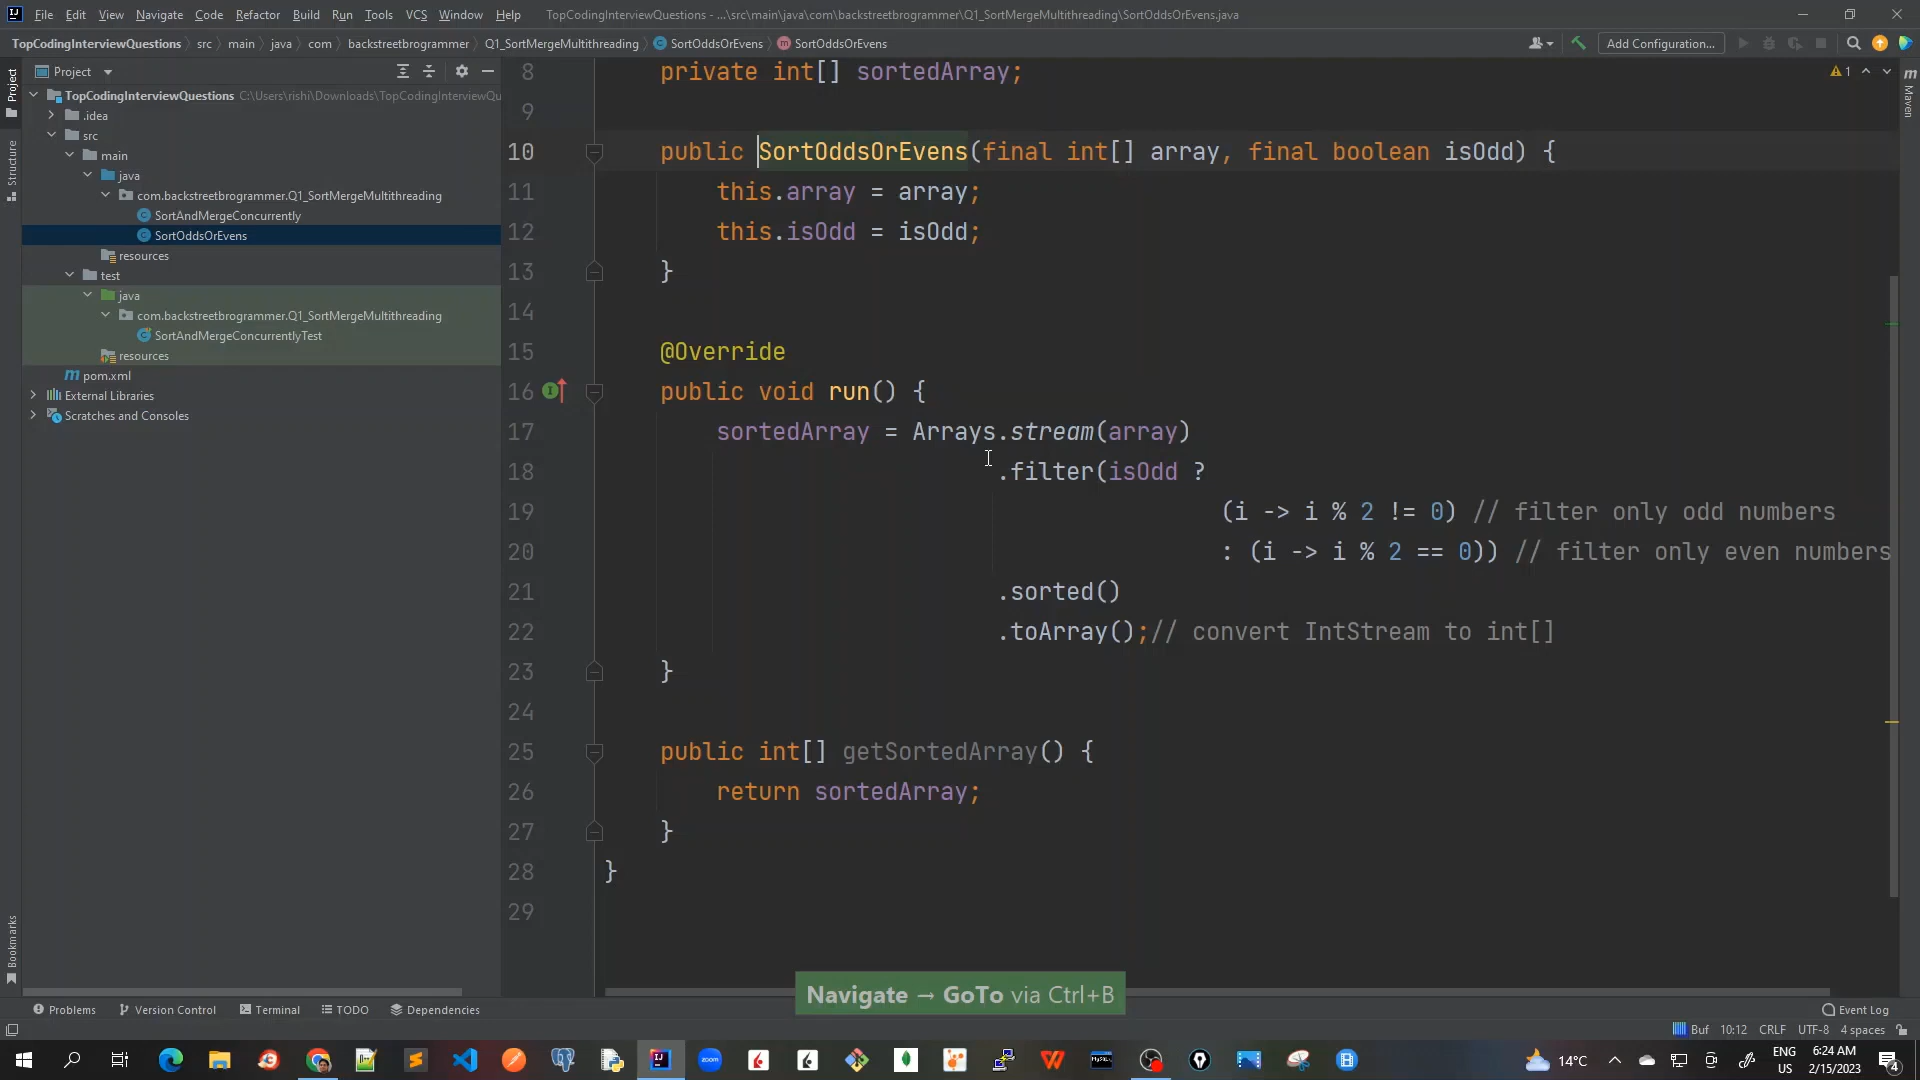 File Edit View Navigate Code Refactor Build Run Tools VCS Window Help TopCodingInterviewQuestions - ...\src\main\java\com\backstreetbrogrammer\Q1_SortMergeMultithreading\SortOddsOrEvens.java
TopCodingInterviewQuestions src main java com backstreetbrogrammer Q1_SortMergeMultithreading SortOddsOrEvens SortOddsOrEvens Add Configuration...
Project
TopCodingInterviewQuestions C:\Users\rishi\Downloads\TopCodingInterviewQu
.idea
src
main
java
com.backstreetbrogrammer.Q1_SortMergeMultithreading
SortAndMergeConcurrently
SortOddsOrEvens
resources
test
java
com.backstreetbrogrammer.Q1_SortMergeMultithreading
SortAndMergeConcurrentlyTest
resources
pom.xml
External Libraries
Scratches and Consoles
Project
Structure
Bookmarks
8 private int[] sortedArray;
9
10 public SortOddsOrEvens(final int[] array, final boolean isOdd) {
11 this.array = array;
12 this.isOdd = isOdd;
13 }
14
15 @Override
16 public void run() {
17 sortedArray = Arrays.stream(array)
18 .filter(isOdd ?
19 (i -> i % 2 != 0) // filter only odd numbers
20 : (i -> i % 2 == 0)) // filter only even numbers
21 .sorted()
22 .toArray();// convert IntStream to int[]
23 }
24
25 public int[] getSortedArray() {
26 return sortedArray;
27 }
28 }
29
1
Maven
Navigate → GoTo via Ctrl+B
Problems Version Control Terminal TODO Dependencies Event Log
Buf 10:12 CRLF UTF-8 4 spaces
zoom
14°C ENG 6:24 AM
US 2/15/2023 4